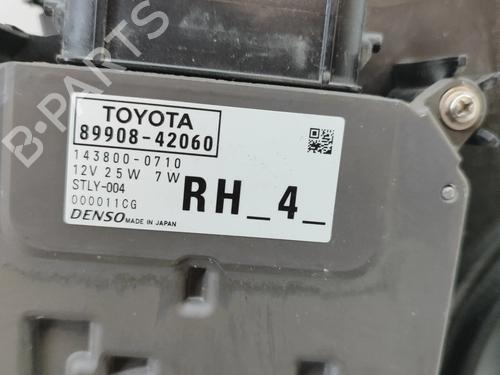 TOYOTA
89908-42060
143800-0710
12V 25W 7W
STLY-004
000011CG
DENSO MADE IN JAPAN
RH_4_
B-PARTS